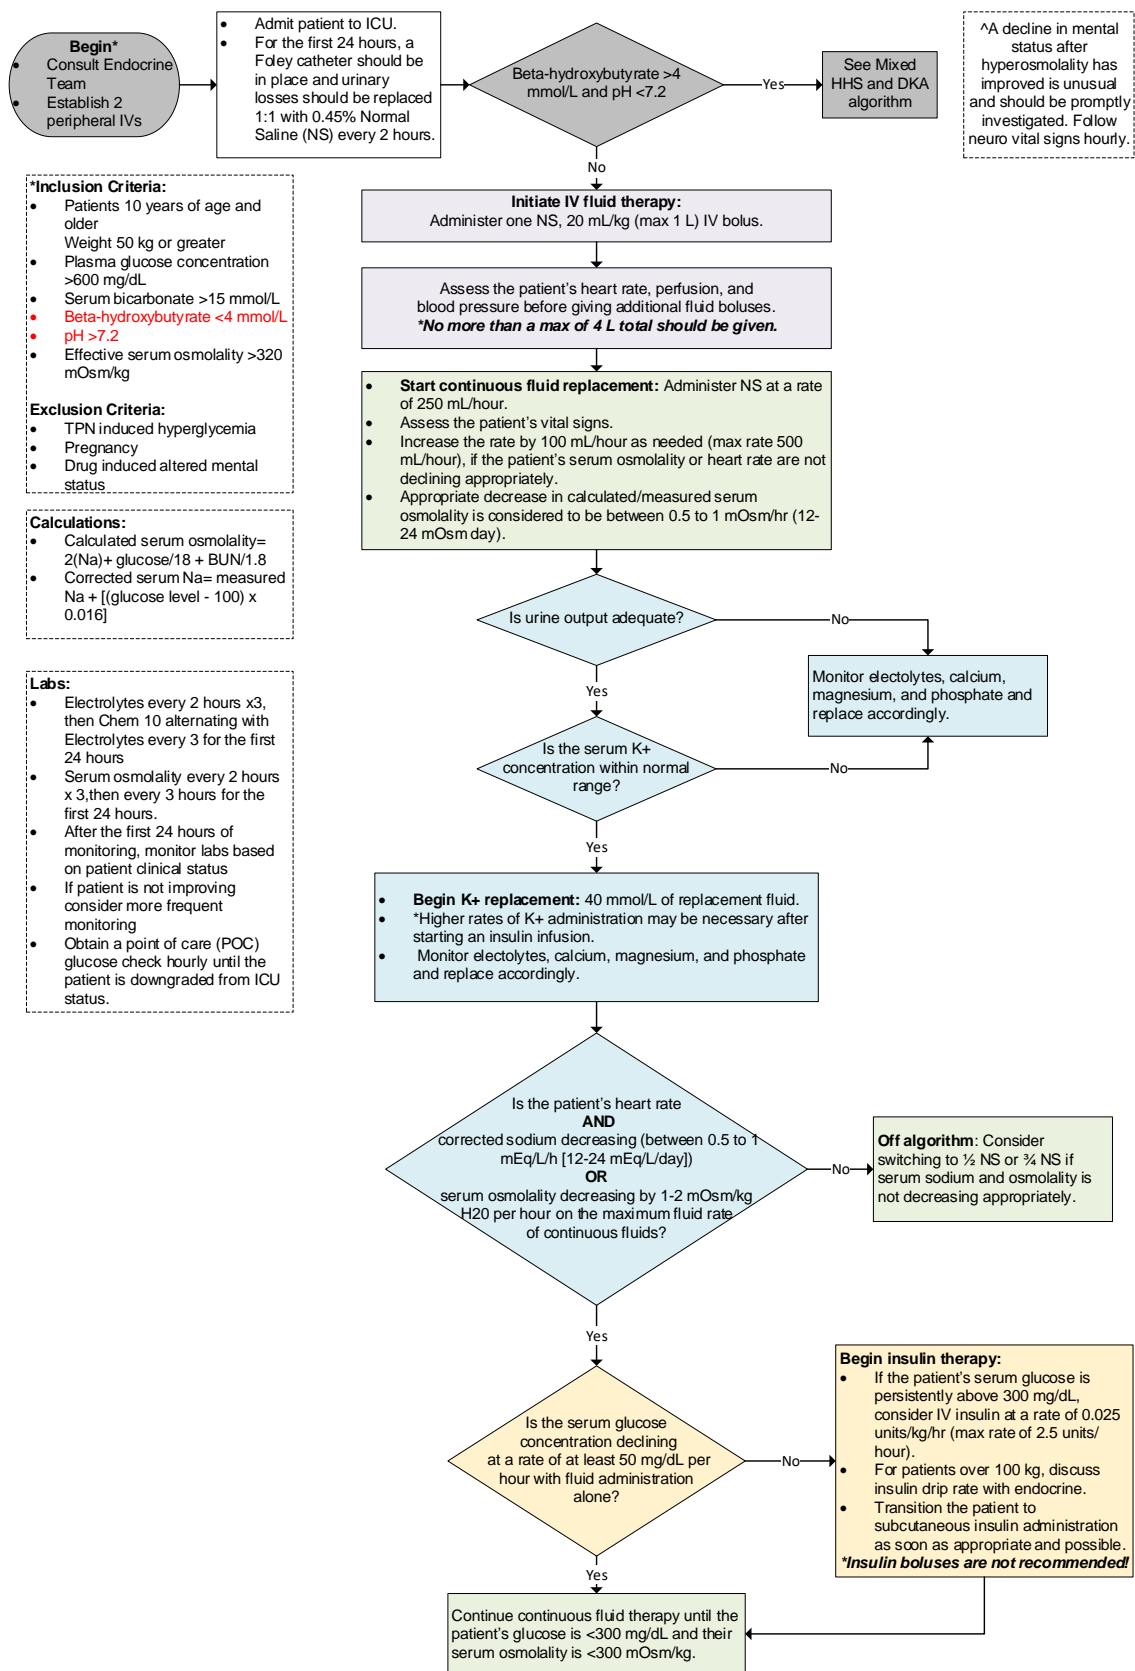 Begin*
• Consult Endocrine
Team
• Establish 2
peripheral IVs
• Admit patient to ICU.
• For the first 24 hours, a
Foley catheter should be
in place and urinary
losses should be replaced
1:1 with 0.45% Normal
Saline (NS) every 2 hours.
Beta-hydroxybutyrate >4
mmol/L and pH <7.2
Yes
See Mixed
HHS and DKA
algorithm
^A decline in mental
status after
hyperosmolality has
improved is unusual
and should be promptly
investigated. Follow
neuro vital signs hourly.
No
*Inclusion Criteria:
• Patients 10 years of age and
older
Weight 50 kg or greater
• Plasma glucose concentration
>600 mg/dL
• Serum bicarbonate >15 mmol/L
• Beta-hydroxybutyrate <4 mmol/L
• pH >7.2
• Effective serum osmolality >320
mOsm/kg
Exclusion Criteria:
• TPN induced hyperglycemia
• Pregnancy
• Drug induced altered mental
status
Calculations:
• Calculated serum osmolality=
2(Na)+ glucose/18 + BUN/1.8
• Corrected serum Na= measured
Na + [(glucose level - 100) x
0.016]
Labs:
• Electrolytes every 2 hours x3,
then Chem 10 alternating with
Electrolytes every 3 for the first
24 hours
• Serum osmolality every 2 hours
x 3,then every 3 hours for the
first 24 hours.
• After the first 24 hours of
monitoring, monitor labs based
on patient clinical status
• If patient is not improving
consider more frequent
monitoring
• Obtain a point of care (POC)
glucose check hourly until the
patient is downgraded from ICU
status.
Initiate IV fluid therapy:
Administer one NS, 20 mL/kg (max 1 L) IV bolus.
Assess the patient's heart rate, perfusion, and
blood pressure before giving additional fluid boluses.
*No more than a max of 4 L total should be given.
• Start continuous fluid replacement: Administer NS at a rate
of 250 mL/hour.
• Assess the patient's vital signs.
• Increase the rate by 100 mL/hour as needed (max rate 500
mL/hour), if the patient's serum osmolality or heart rate are not
declining appropriately.
• Appropriate decrease in calculated/measured serum
osmolality is considered to be between 0.5 to 1 mOsm/hr (12-
24 mOsm day).
Is urine output adequate?
No
Monitor electolytes, calcium,
magnesium, and phosphate and
replace accordingly.
Yes
Is the serum K+
concentration within normal
range?
No
Yes
• Begin K+ replacement: 40 mmol/L of replacement fluid.
• *Higher rates of K+ administration may be necessary after
starting an insulin infusion.
• Monitor electolytes, calcium, magnesium, and phosphate
and replace accordingly.
Is the patient's heart rate
AND
corrected sodium decreasing (between 0.5 to 1
mEq/L/h [12-24 mEq/L/day])
OR
serum osmolality decreasing by 1-2 mOsm/kg
H20 per hour on the maximum fluid rate
of continuous fluids?
No
Off algorithm: Consider
switching to ½ NS or ¾ NS if
serum sodium and osmolality is
not decreasing appropriately.
Yes
Is the serum glucose
concentration declining
at a rate of at least 50 mg/dL per
hour with fluid administration
alone?
No
Begin insulin therapy:
• If the patient's serum glucose is
persistently above 300 mg/dL,
consider IV insulin at a rate of 0.025
units/kg/hr (max rate of 2.5 units/
hour).
• For patients over 100 kg, discuss
insulin drip rate with endocrine.
• Transition the patient to
subcutaneous insulin administration
as soon as appropriate and possible.
*Insulin boluses are not recommended!
Yes
Continue continuous fluid therapy until the
patient's glucose is <300 mg/dL and their
serum osmolality is <300 mOsm/kg.